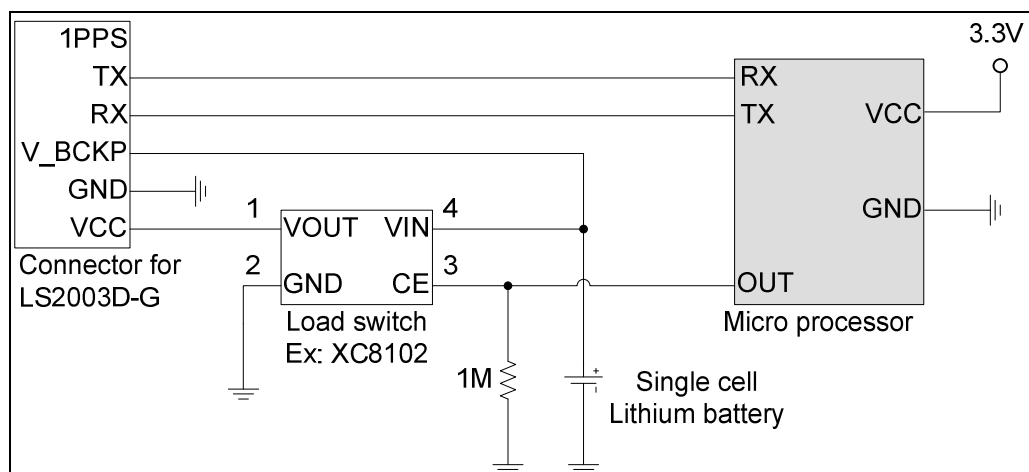 1PPS
TX
RX
V_BCKP
GND
VCC
Connector for
LS2003D-G
1
2
VOUT
VIN
GND
CE
4
3
Load switch
Ex: XC8102
1M
+
-
Single cell
Lithium battery
RX
TX
VCC
GND
OUT
Micro processor
3.3V